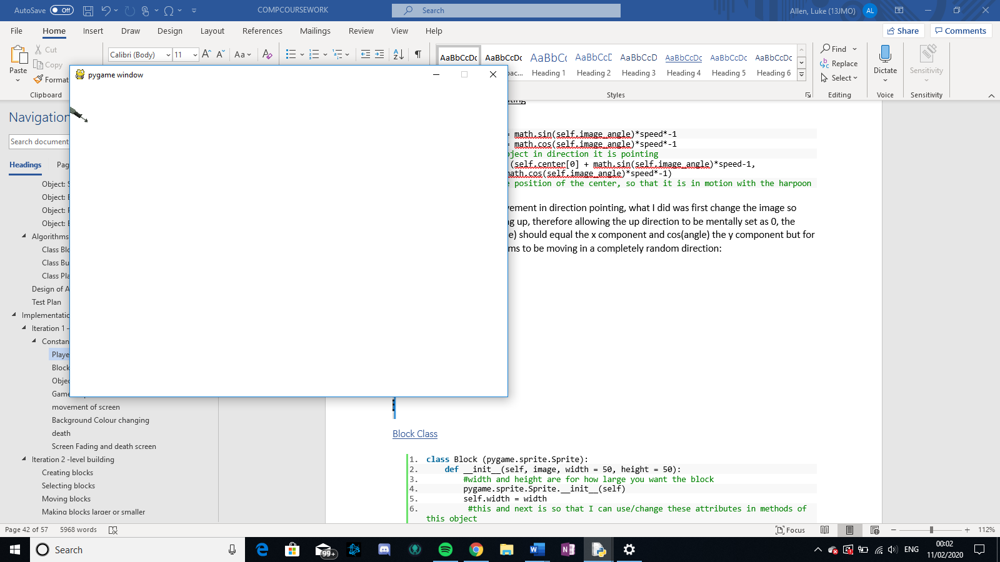 AutoSave Off COMPCOURSEWORK Search Allen, Luke (13JMO) AL
File Home Insert Draw Design Layout References Mailings Review View Help Share Comments
Cut
Copy
Format
Paste
Clipboard
Calibri (Body) 11
AaBbCcDc AaBbCcDc AaBbCc AaBbCcC AaBbCcD AaBbCcDc AaBbCcDc AaBbCcDc
Heading 1 Heading 2 Heading 3 Heading 4 Heading 5 Heading 6
Styles
Find
Replace
Select
Editing
Dictate
Voice
Sensitivity
Sensitivity
pygame window
Navigation
Search document
Headings Pag
Object: S
Object: E
Object: P
Object: E
Algorithms
Class Blo
Class Bu
Class Pla
Design of A
Test Plan
Implementatio
Iteration 1 -
Constan
Playe
Block
Objec
Game
movement of screen
Background Colour changing
death
Screen Fading and death screen
Iteration 2 -level building
Creating blocks
Selecting blocks
Moving blocks
Making blocks larger or smaller
= math.sin(self.image_angle)*speed*-1
= math.cos(self.image_angle)*speed*-1
bject in direction it is pointing
(self.center[0] + math.sin(self.image_angle)*speed-1,
math.cos(self.image_angle)*speed*-1)
e position of the center, so that it is in motion with the harpoon
vement in direction pointing, what I did was first change the image so
ng up, therefore allowing the up direction to be mentally set as 0, the
e) should equal the x component and cos(angle) the y component but for
ms to be moving in a completely random direction:
Block Class
1. class Block (pygame.sprite.Sprite):
2. def __init__(self, image, width = 50, height = 50):
3. #width and height are for how large you want the block
4. pygame.sprite.Sprite.__init__(self)
5. self.width = width
6. #this and next is so that I can use/change these attributes in methods of
this object
Page 42 of 57 5968 words Focus 112%
Search
99+
ENG
00:02
11/02/2020